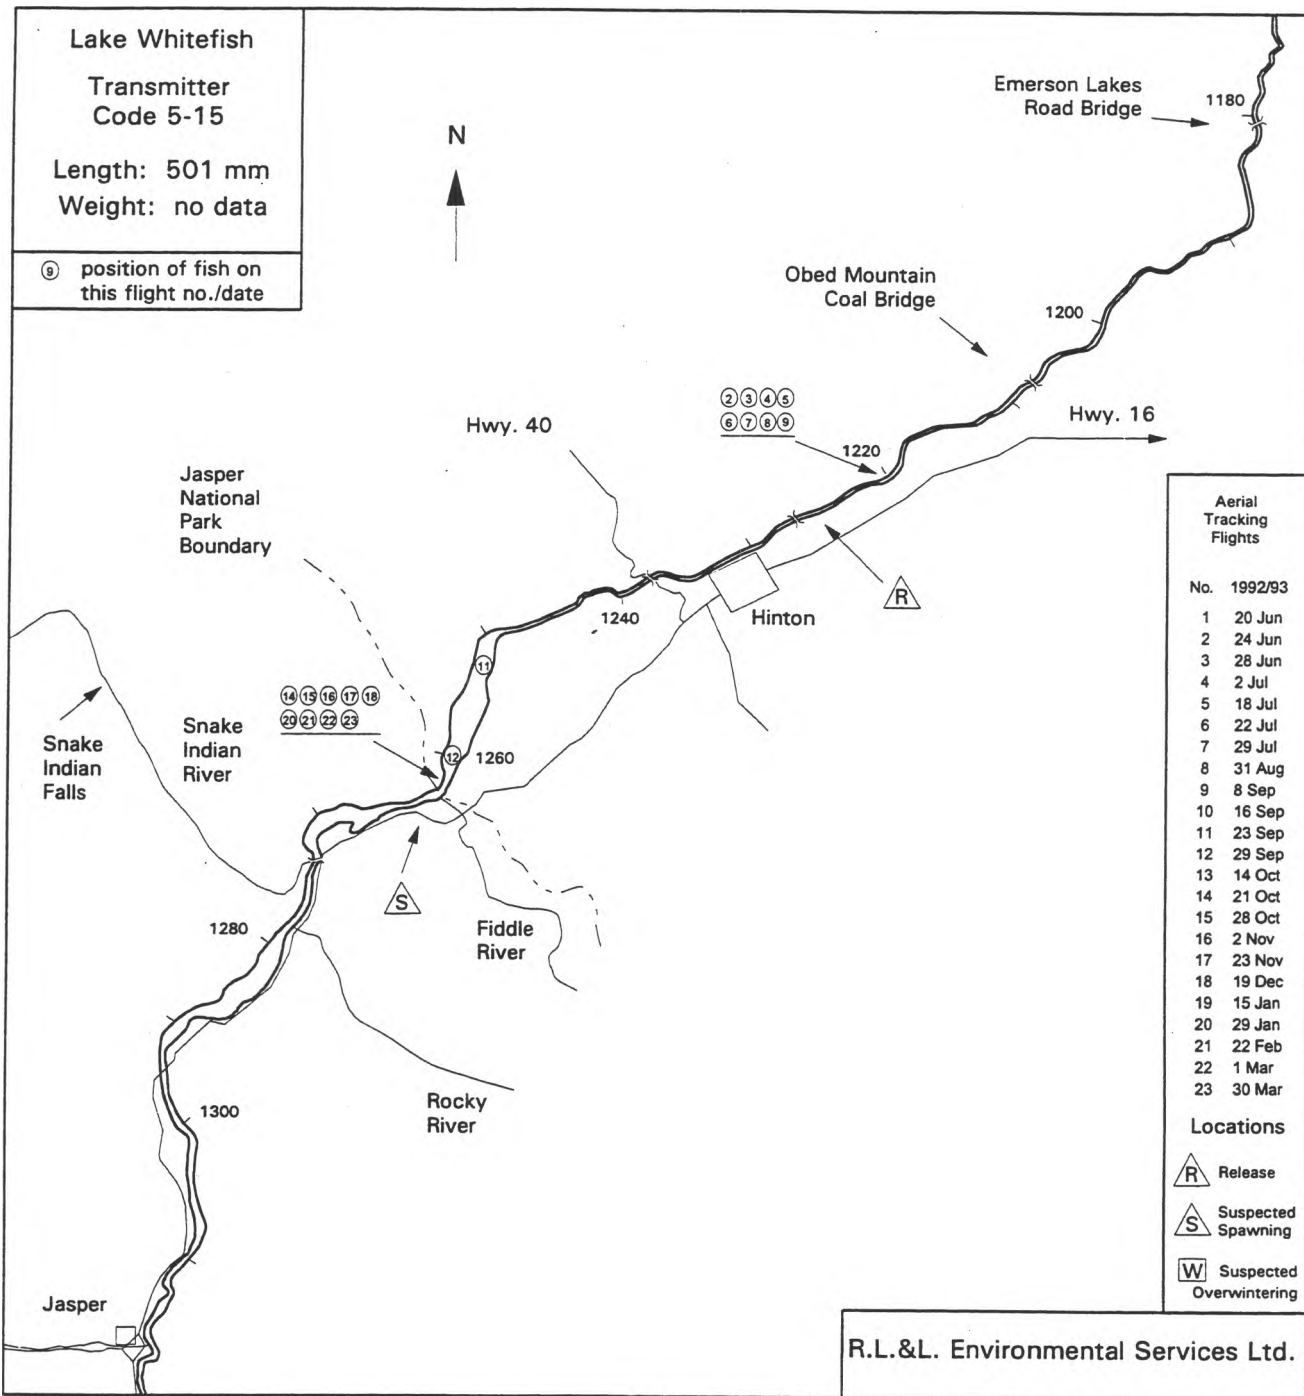 Lake Whitefish
Transmitter
Code 5-15
Length: 501 mm
Weight: no data
9 position of fish on
this flight no./date
N
Emerson Lakes
Road Bridge
1180
Obed Mountain
Coal Bridge
1200
2 3 4 5
6 7 8 9
Hwy. 40
Hwy. 16
1220
Jasper
National
Park
Boundary
R
Hinton
1240
11
14 15 16 17 18
20 21 22 23
12
1260
Snake
Indian
Falls
Snake
Indian
River
S
Fiddle
River
1280
Rocky
River
1300
Jasper
Aerial
Tracking
Flights
No. 1992/93
1 20 Jun
2 24 Jun
3 28 Jun
4 2 Jul
5 18 Jul
6 22 Jul
7 29 Jul
8 31 Aug
9 8 Sep
10 16 Sep
11 23 Sep
12 29 Sep
13 14 Oct
14 21 Oct
15 28 Oct
16 2 Nov
17 23 Nov
18 19 Dec
19 15 Jan
20 29 Jan
21 22 Feb
22 1 Mar
23 30 Mar
Locations
R Release
S Suspected
Spawning
W Suspected
Overwintering
R.L.&L. Environmental Services Ltd.